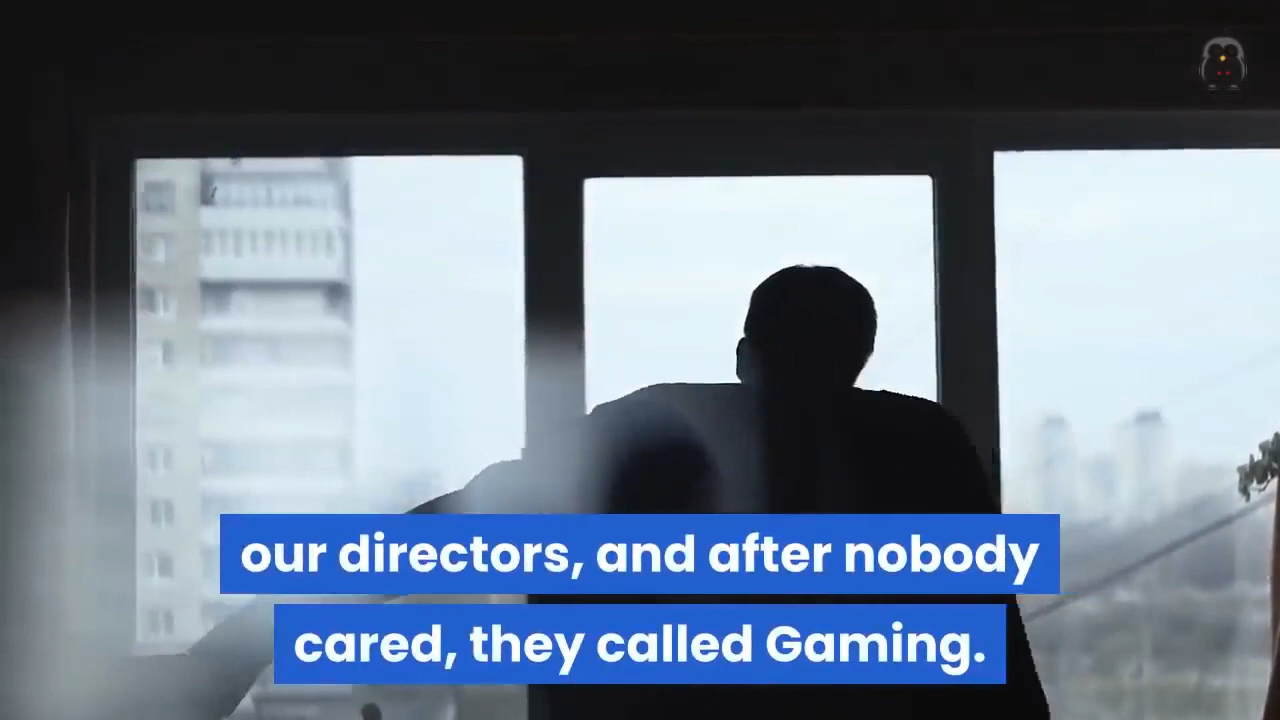 our directors, and after nobody
cared, they called Gaming.